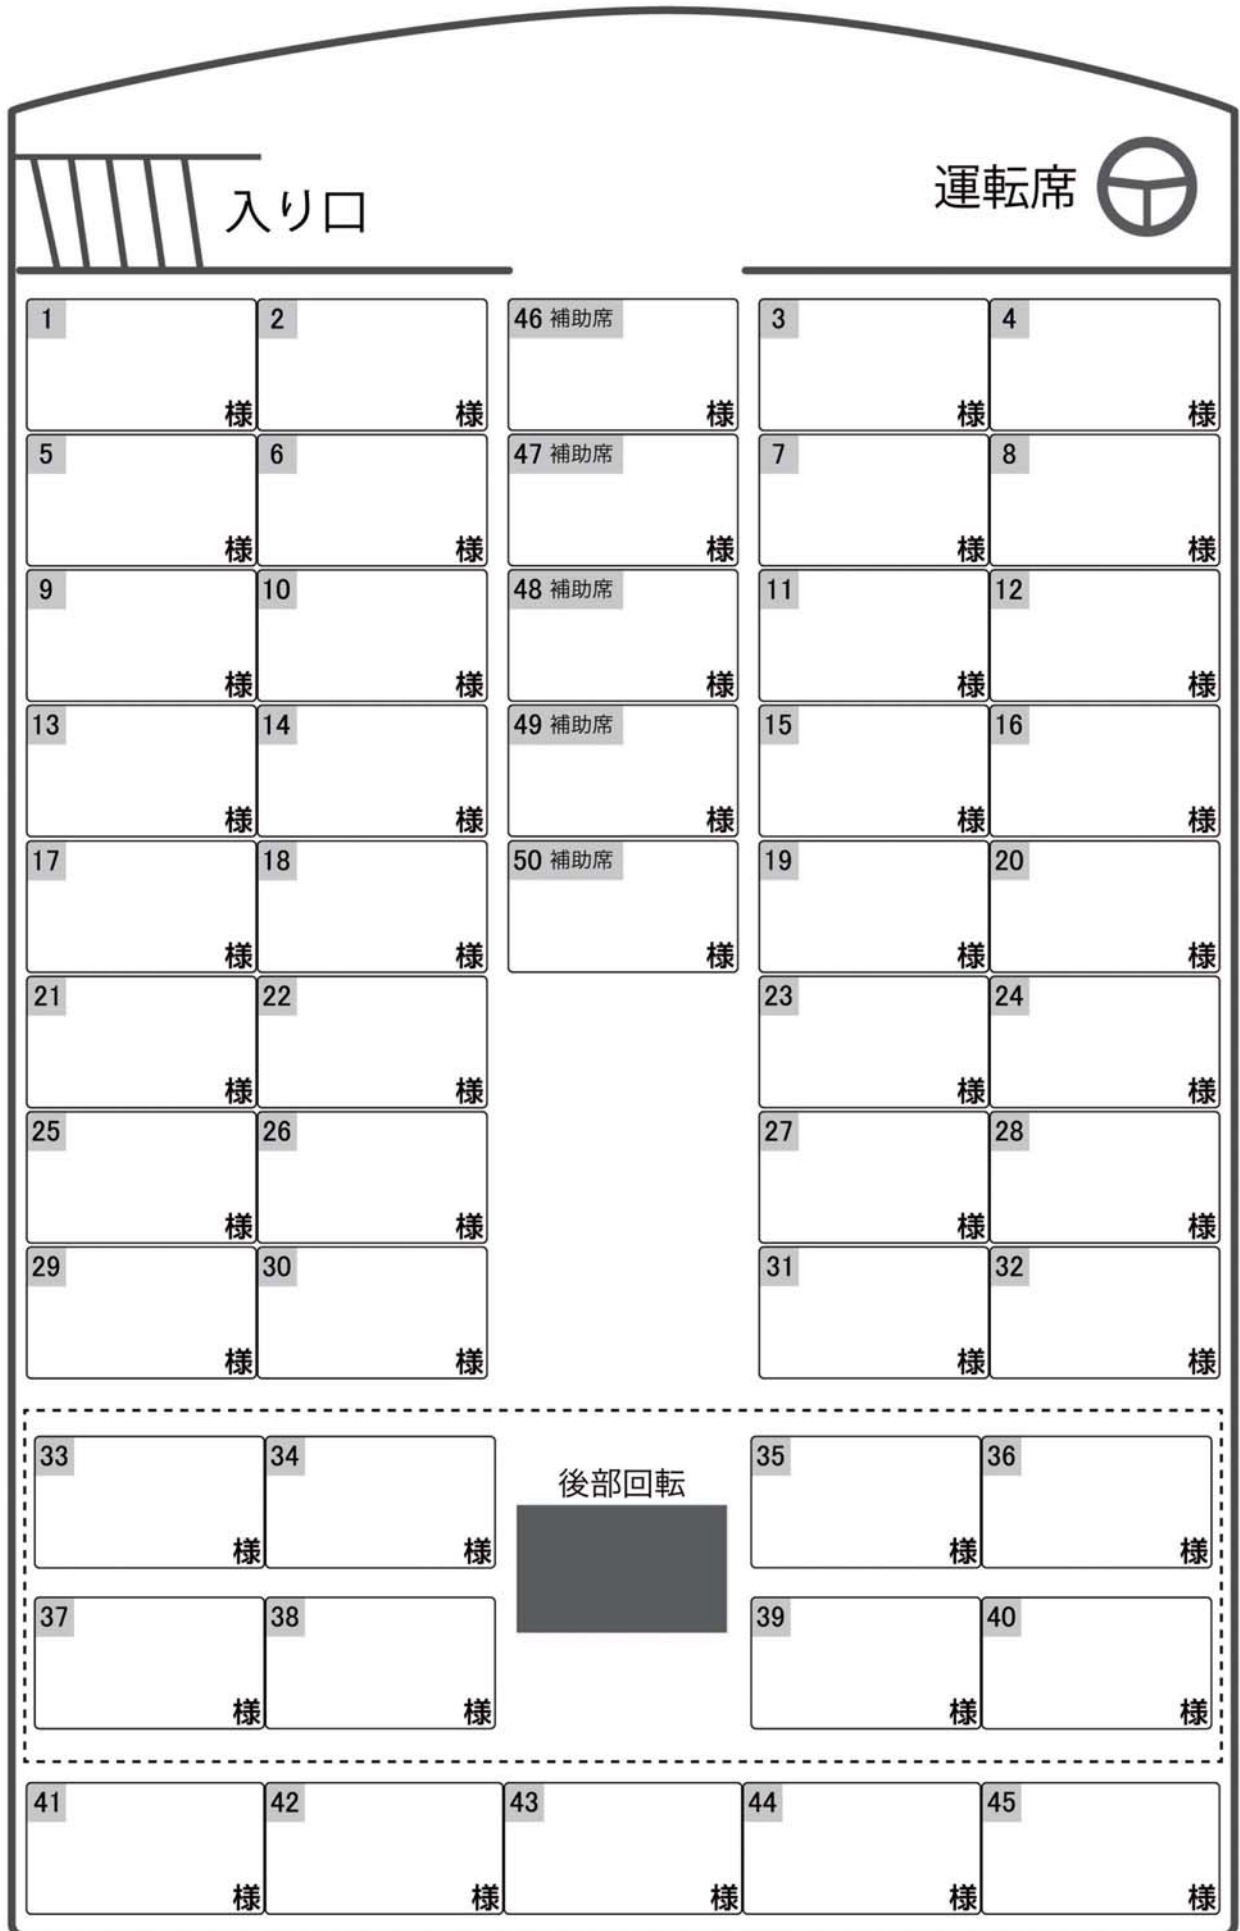 運転席
入り口
1 2 46 補助席 3 4
様 様 様 様 様
5 6 47 補助席 7 8
様 様 様 様 様
9 10 48 補助席 11 12
様 様 様 様 様
13 14 49 補助席 15 16
様 様 様 様 様
17 18 50 補助席 19 20
様 様 様 様 様
21 22 23 24
様 様 様 様
25 26 27 28
様 様 様 様
29 30 31 32
様 様 様 様
33 34 35 36
後部回転
様 様 様 様
37 38 39 40
様 様 様 様
41 42 43 44 45
様 様 様 様 様